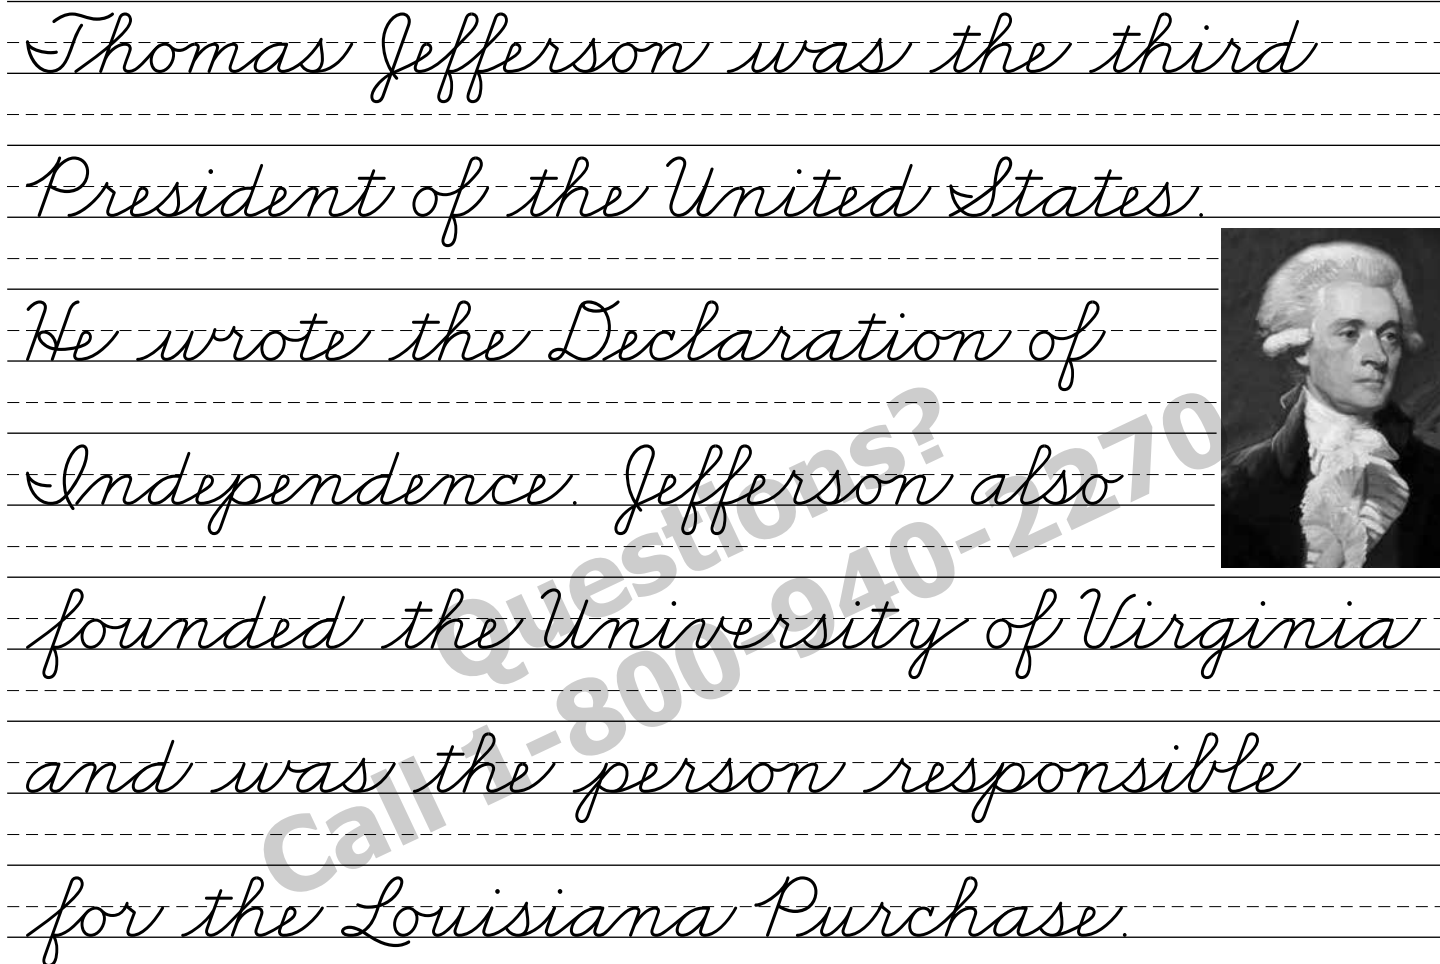 Thomas Jefferson was the third
President of the United States.
He wrote the Declaration of
Independence. Jefferson also
founded the University of Virginia
and was the person responsible
for the Louisiana Purchase.
Questions?
Call 1-800-940-2270